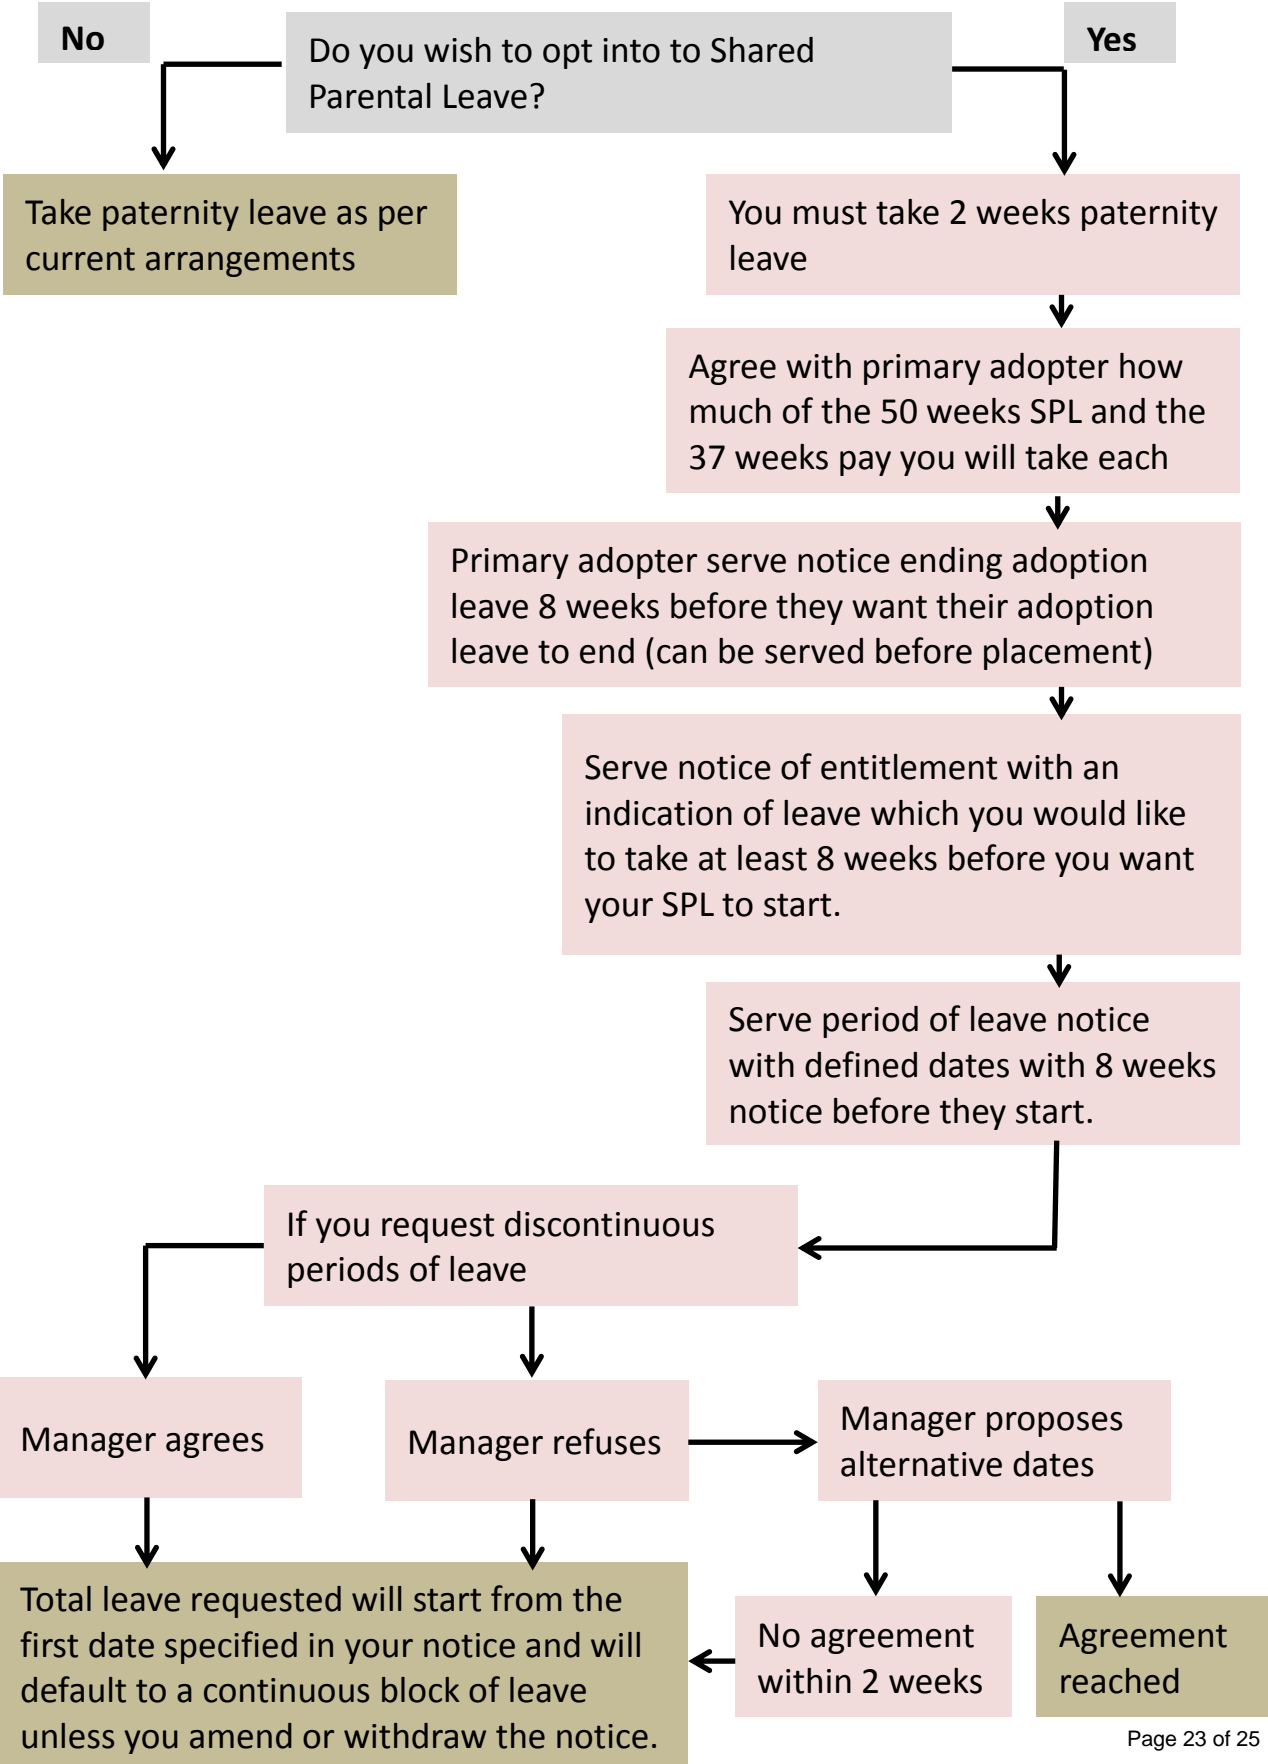 No
Do you wish to opt into to Shared
Parental Leave?
Yes
Take paternity leave as per
current arrangements
You must take 2 weeks paternity
leave
Agree with primary adopter how
much of the 50 weeks SPL and the
37 weeks pay you will take each
Primary adopter serve notice ending adoption
leave 8 weeks before they want their adoption
leave to end (can be served before placement)
Serve notice of entitlement with an
indication of leave which you would like
to take at least 8 weeks before you want
your SPL to start.
Serve period of leave notice
with defined dates with 8 weeks
notice before they start.
If you request discontinuous
periods of leave
Manager agrees
Manager refuses
Manager proposes
alternative dates
Total leave requested will start from the
first date specified in your notice and will
default to a continuous block of leave
unless you amend or withdraw the notice.
No agreement
within 2 weeks
Agreement
reached
Page 23 of 25